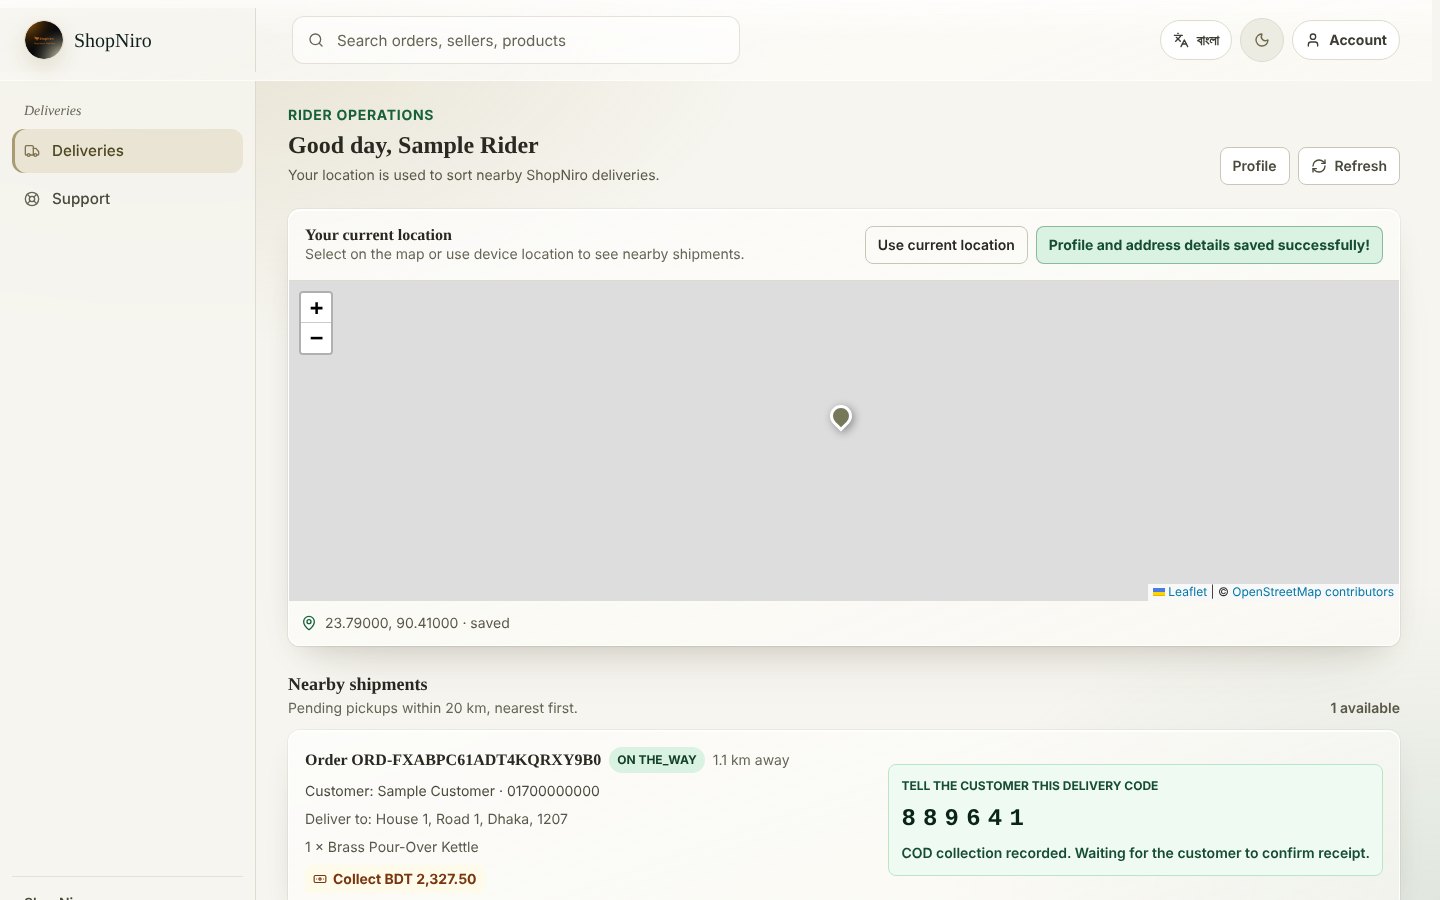 ShopNiro
Search orders, sellers, products
বাংলা
Account
Deliveries
Deliveries
Support
RIDER OPERATIONS
Good day, Sample Rider
Your location is used to sort nearby ShopNiro deliveries.
Profile
Refresh
Your current location
Select on the map or use device location to see nearby shipments.
Use current location
Profile and address details saved successfully!
+
−
Leaflet | © OpenStreetMap contributors
23.79000, 90.41000 · saved
Nearby shipments
Pending pickups within 20 km, nearest first.
1 available
Order ORD-FXABPC61ADT4KQRXY9B0 ON THE_WAY 1.1 km away
Customer: Sample Customer · 01700000000
Deliver to: House 1, Road 1, Dhaka, 1207
1 × Brass Pour-Over Kettle
Collect BDT 2,327.50
TELL THE CUSTOMER THIS DELIVERY CODE
889641
COD collection recorded. Waiting for the customer to confirm receipt.